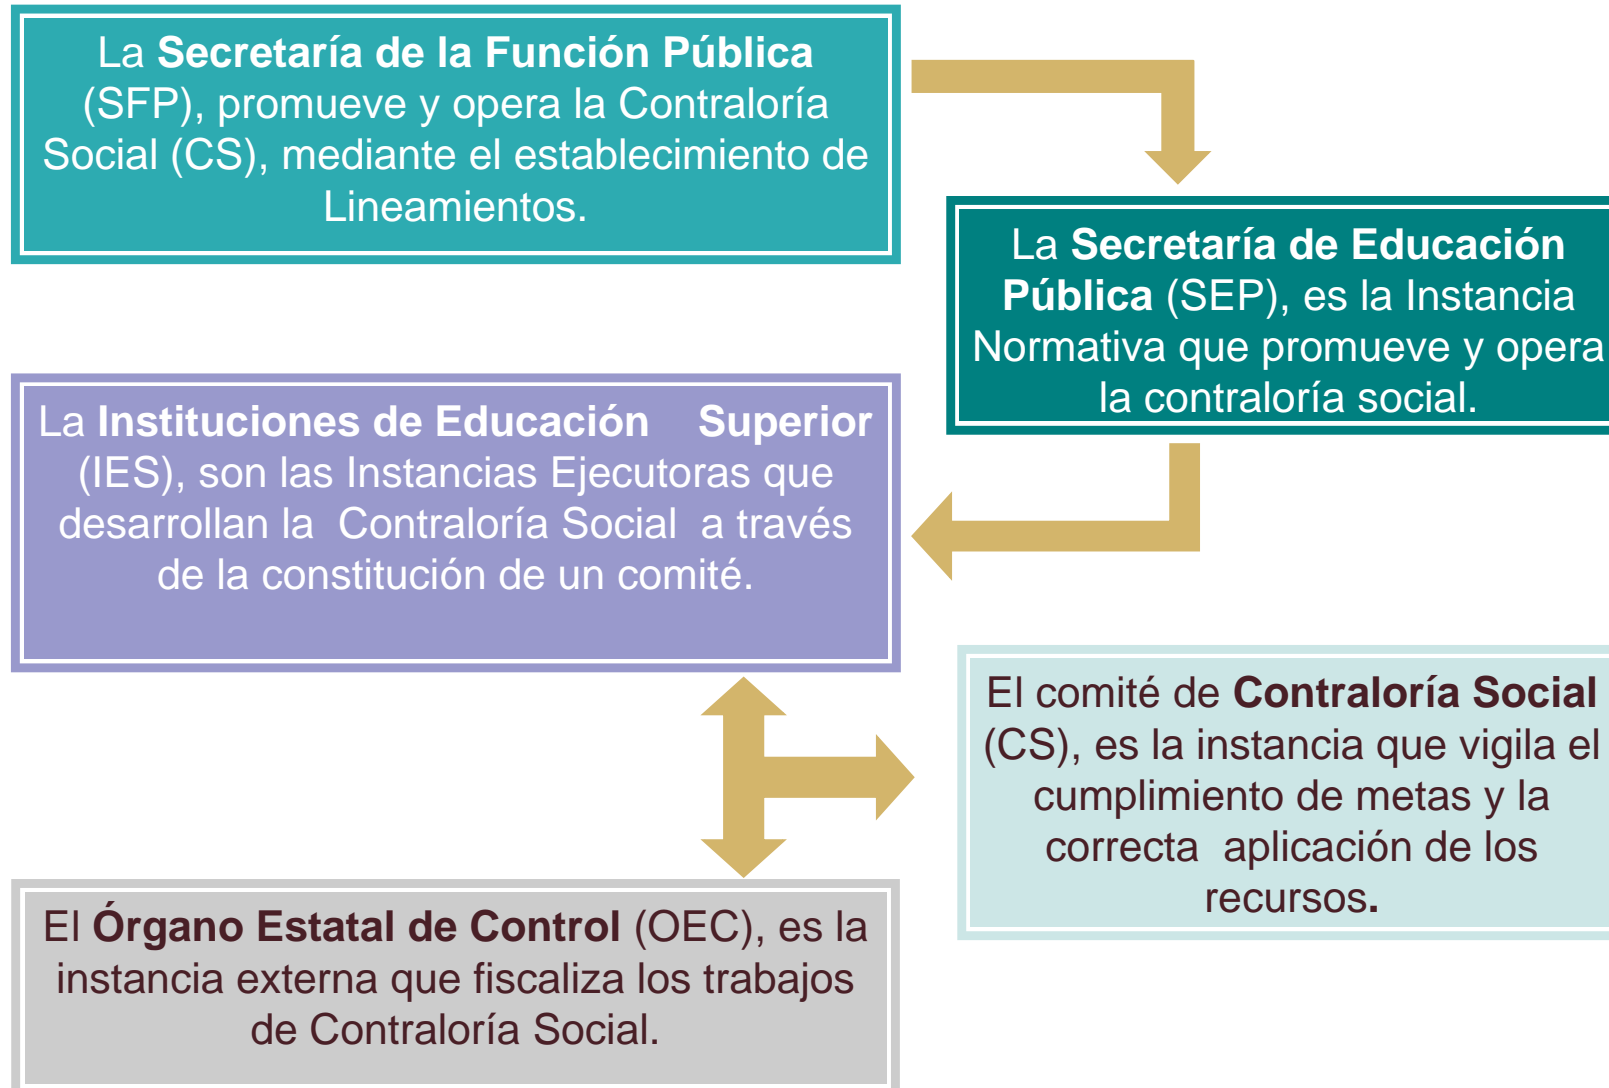 La Secretaría de la Función Pública
(SFP), promueve y opera la Contraloría
Social (CS), mediante el establecimiento de
Lineamientos.
La Secretaría de Educación
Pública (SEP), es la Instancia
Normativa que promueve y opera
la contraloría social.
La Instituciones de Educación Superior
(IES), son las Instancias Ejecutoras que
desarrollan la Contraloría Social a través
de la constitución de un comité.
El comité de Contraloría Social
(CS), es la instancia que vigila el
cumplimiento de metas y la
correcta aplicación de los
recursos.
El Órgano Estatal de Control (OEC), es la
instancia externa que fiscaliza los trabajos
de Contraloría Social.